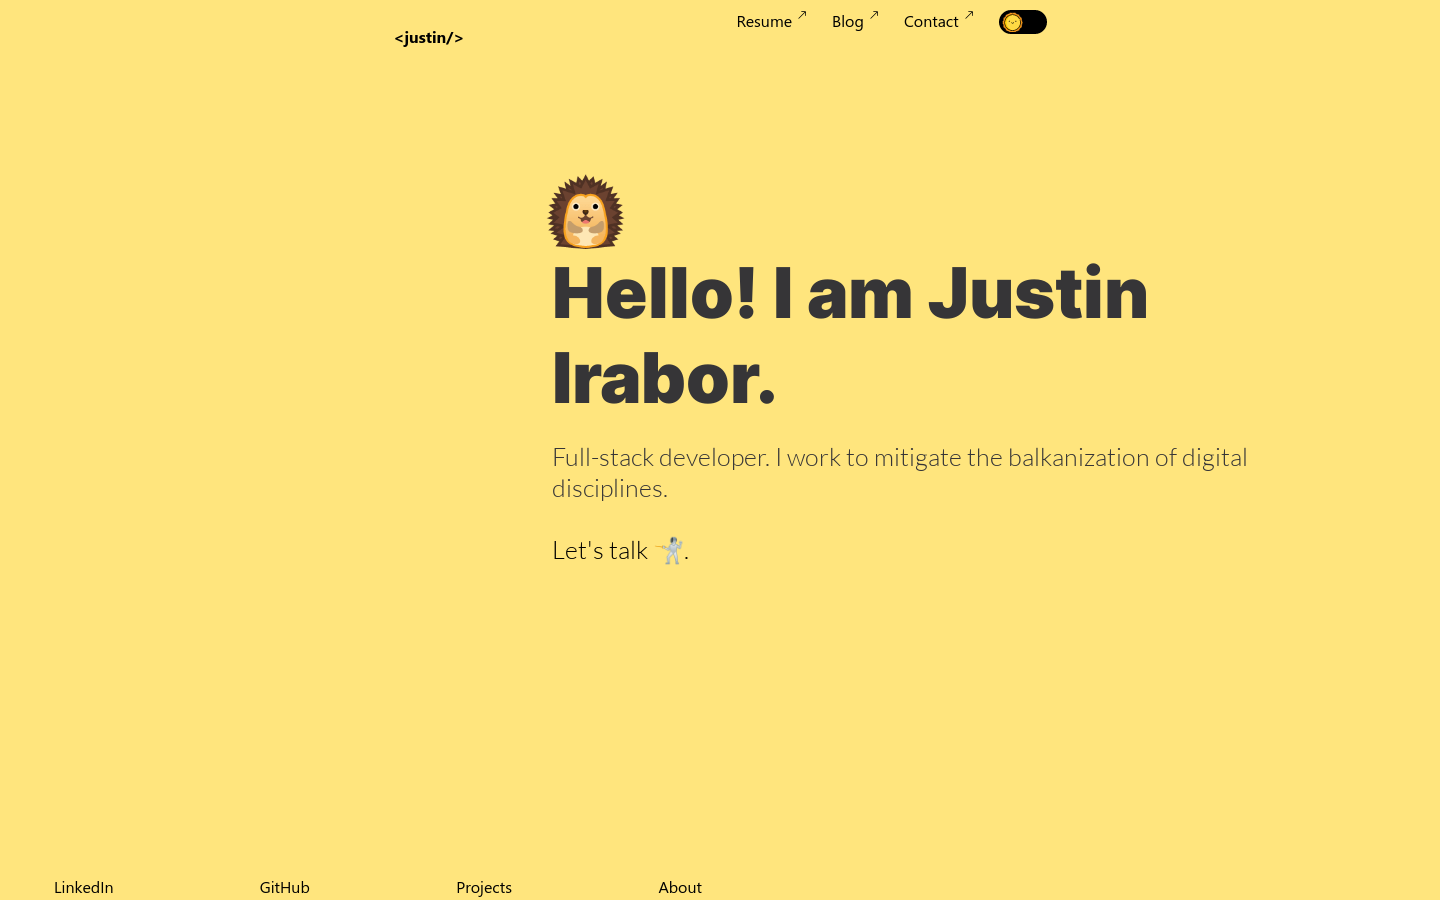 <justin/>
Resume
Blog
Contact
Hello! I am Justin
Irabor.
Full-stack developer. I work to mitigate the balkanization of digital
disciplines.
Let's talk 🤺.
LinkedIn
GitHub
Projects
About